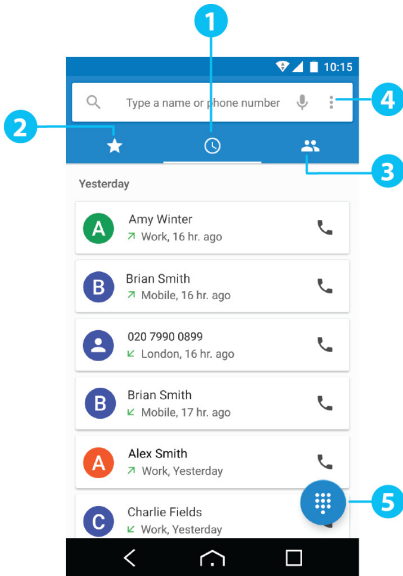 1
10:15
Type a name or phone number
4
2
3
Yesterday
A
Amy Winter
Work, 16 hr. ago
B
Brian Smith
Mobile, 16 hr. ago
020 7990 0899
London, 16 hr. ago
B
Brian Smith
Mobile, 17 hr. ago
A
Alex Smith
Work, Yesterday
5
C
Charlie Fields
Work, Yesterday